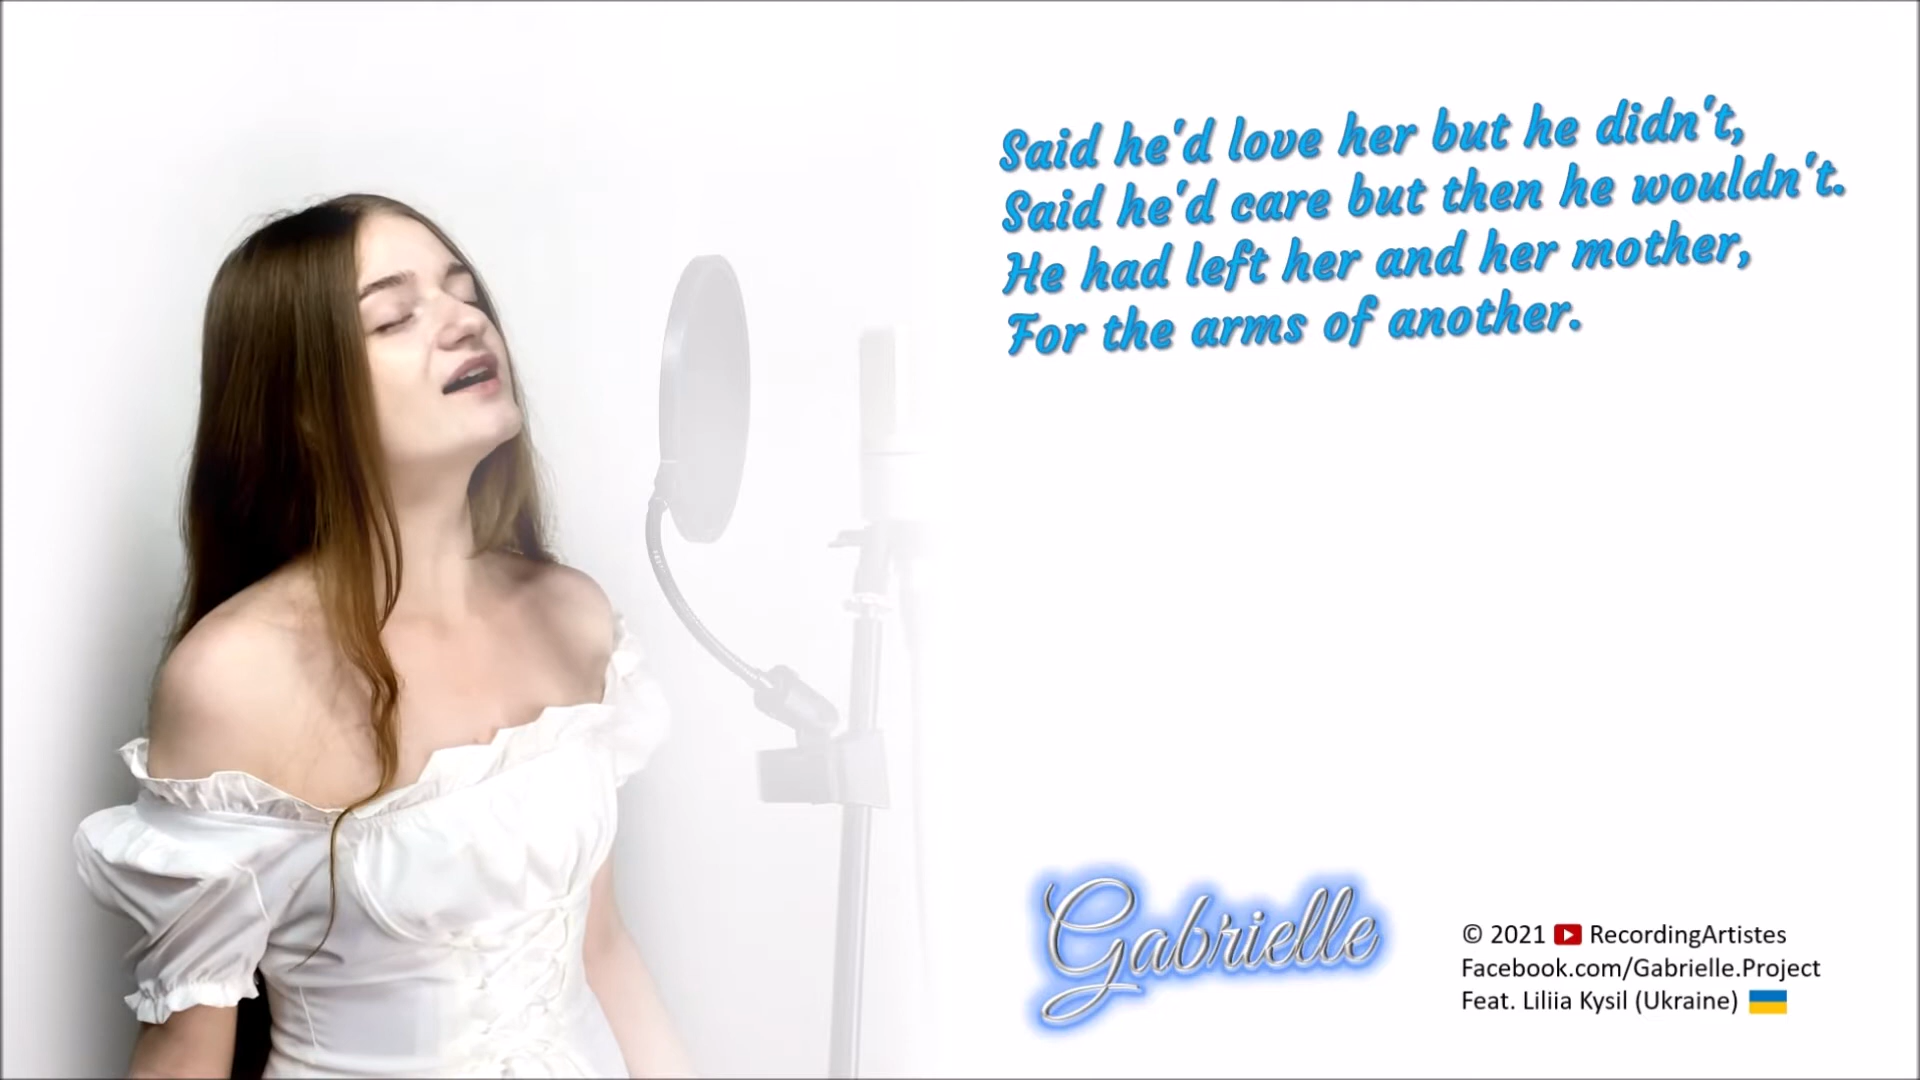 Said he'd love her but he didn't,
Said he'd care but then he wouldn't.
He had left her and her mother,
For the arms of another.
Gabrielle
© 2021 RecordingArtistes
Facebook.com/Gabrielle.Project
Feat. Liliia Kysil (Ukraine)